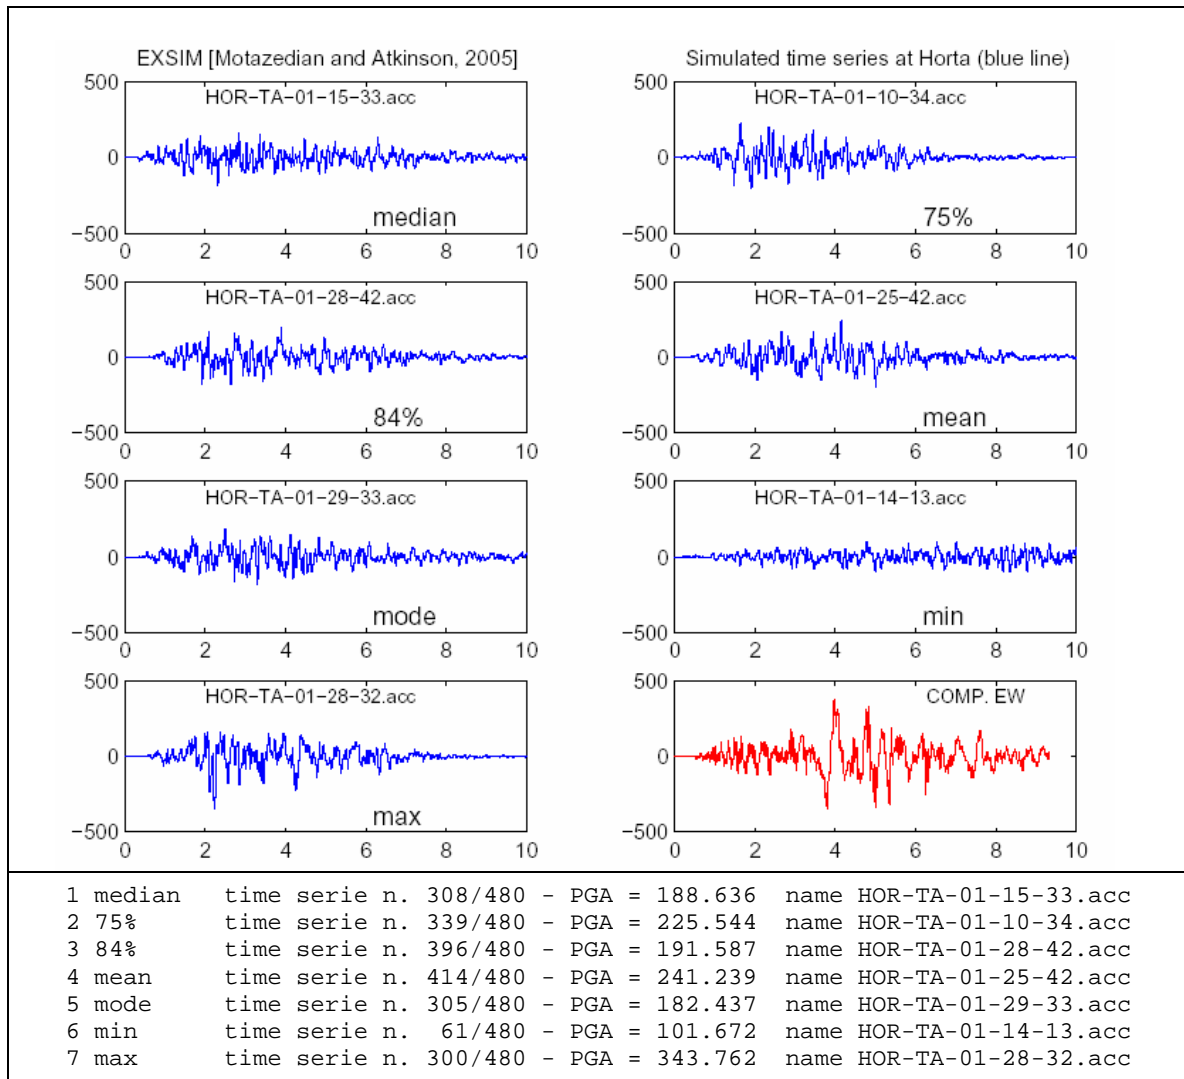 EXSIM [Motazedian and Atkinson, 2005]
Simulated time series at Horta (blue line)
500
HOR-TA-01-15-33.acc
0
median
-500
0 2 4 6 8 10
500
HOR-TA-01-10-34.acc
0
75%
-500
0 2 4 6 8 10
500
HOR-TA-01-28-42.acc
0
84%
-500
0 2 4 6 8 10
500
HOR-TA-01-25-42.acc
0
mean
-500
0 2 4 6 8 10
500
HOR-TA-01-29-33.acc
0
mode
-500
0 2 4 6 8 10
500
HOR-TA-01-14-13.acc
0
min
-500
0 2 4 6 8 10
500
HOR-TA-01-28-32.acc
0
max
-500
0 2 4 6 8 10
500
COMP. EW
0
-500
0 2 4 6 8 10
1 median time serie n. 308/480 - PGA = 188.636 name HOR-TA-01-15-33.acc
2 75% time serie n. 339/480 - PGA = 225.544 name HOR-TA-01-10-34.acc
3 84% time serie n. 396/480 - PGA = 191.587 name HOR-TA-01-28-42.acc
4 mean time serie n. 414/480 - PGA = 241.239 name HOR-TA-01-25-42.acc
5 mode time serie n. 305/480 - PGA = 182.437 name HOR-TA-01-29-33.acc
6 min time serie n. 61/480 - PGA = 101.672 name HOR-TA-01-14-13.acc
7 max time serie n. 300/480 - PGA = 343.762 name HOR-TA-01-28-32.acc